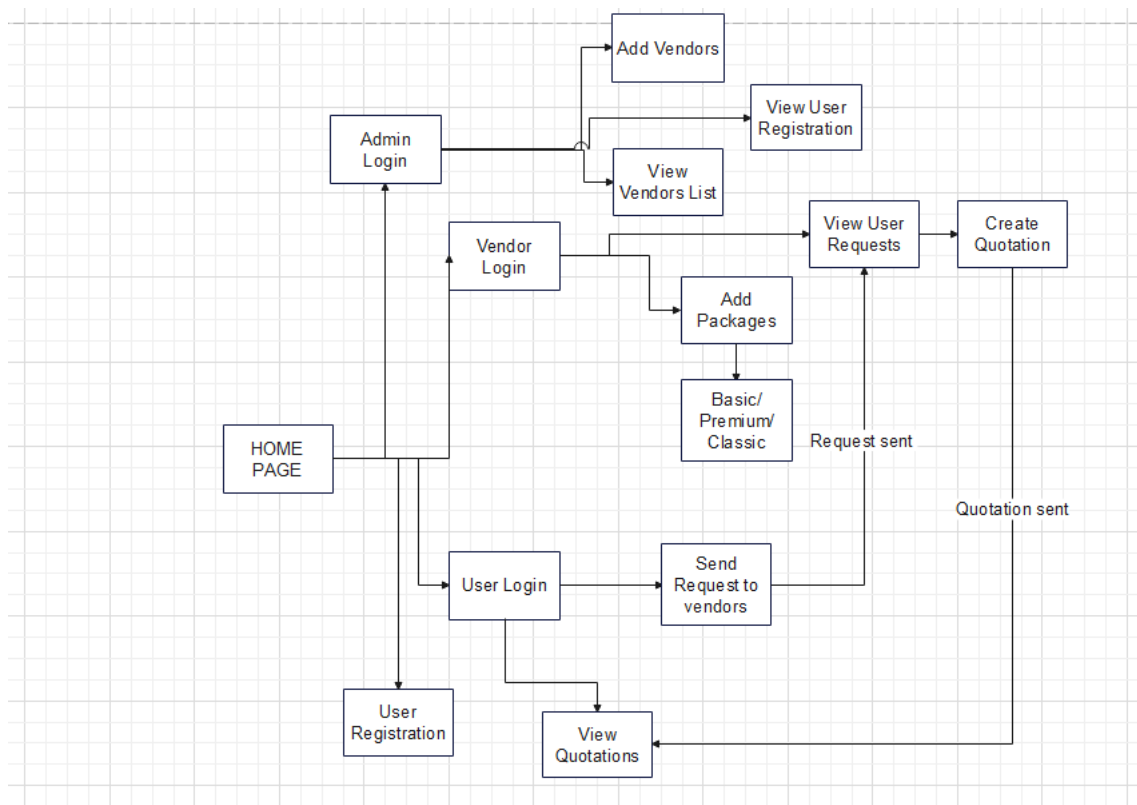 Add Vendors
View User
Registration
Admin
Login
View
Vendors List
View User
Requests
Create
Quotation
Vendor
Login
Add
Packages
Basic/
Premium/
Classic
HOME
PAGE
Request sent
Quotation sent
User Login
Send
Request to
vendors
User
Registration
View
Quotations